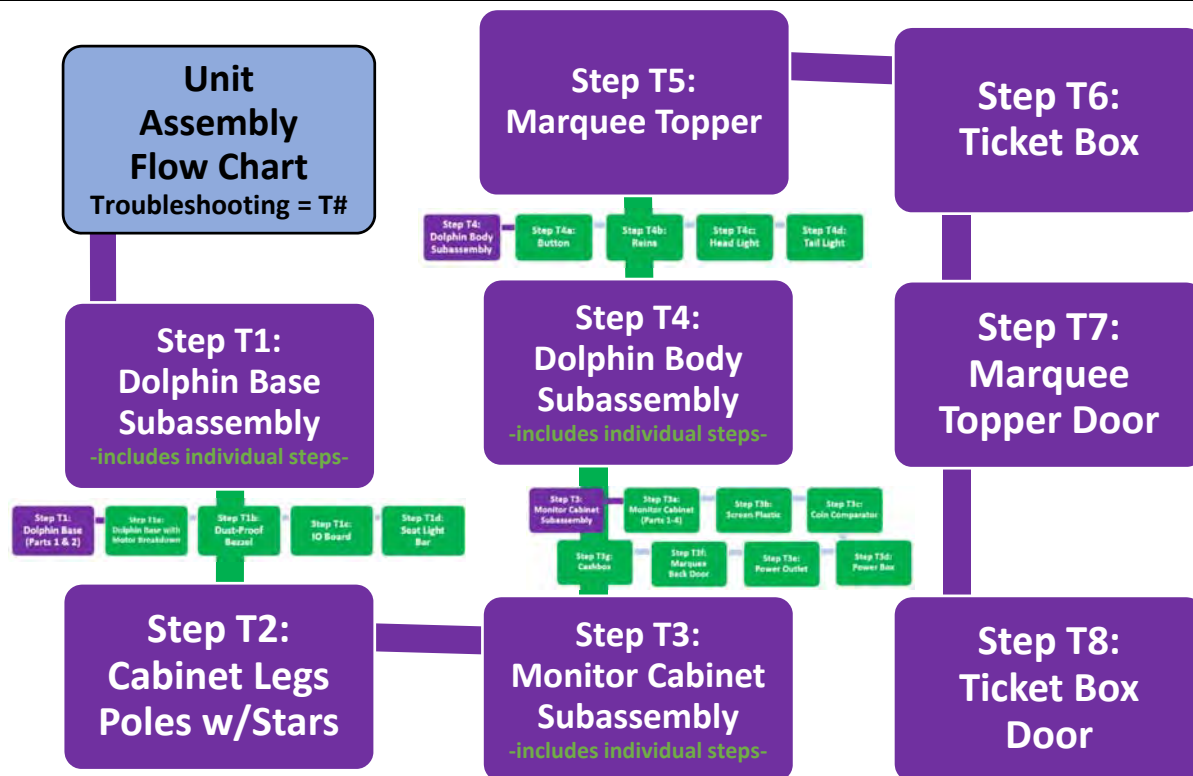 Unit
Assembly
Flow Chart
Troubleshooting = T#
Step T1:
Dolphin Base
Subassembly
-includes individual steps-
Step T1:
Dolphin Base
(Parts 1 & 2)
Step T1a:
Dolphin Base with
Motor Breakdown
Step T1b:
Dust-Proof
Bezzel
Step T1c:
IO Board
Step T1d:
Seat Light
Bar
Step T2:
Cabinet Legs
Poles w/Stars
Step T3:
Monitor Cabinet
Subassembly
-includes individual steps-
Step T3:
Monitor Cabinet
Subassembly
Step T3a:
Monitor Cabinet
(Parts 1-4)
Step T3b:
Screen Plastic
Step T3c:
Coin Comparator
Step T3g:
Cashbox
Step T3f:
Marquee
Back Door
Step T3e:
Power Outlet
Step T3d:
Power Box
Step T4:
Dolphin Body
Subassembly
-includes individual steps-
Step T4:
Dolphin Body
Subassembly
Step T4a:
Button
Step T4b:
Reins
Step T4c:
Head Light
Step T4d:
Tail Light
Step T5:
Marquee Topper
Step T6:
Ticket Box
Step T7:
Marquee
Topper Door
Step T8:
Ticket Box
Door